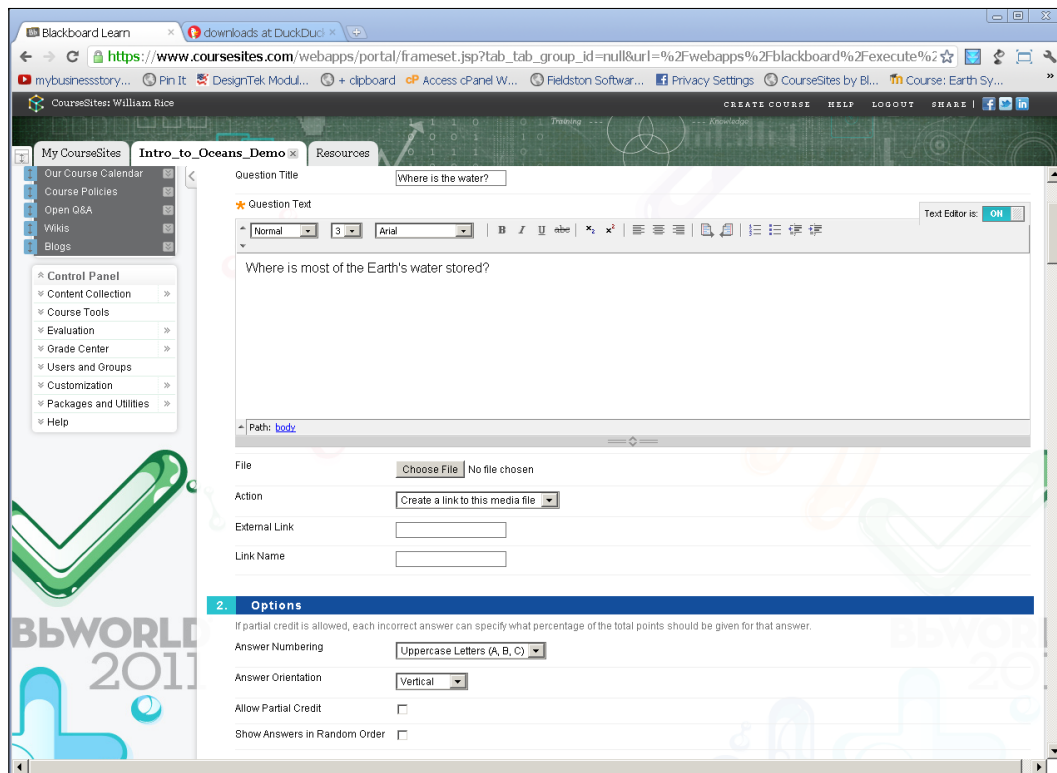 Blackboard Learn
downloads at DuckDuck
https://www.coursesites.com/webapps/portal/frameset.jsp?tab_tab_group_id=null&url=%2Fwebapps%2Fblackboard%2Fexecute%2
mybusinessstory... Pin It DesignTek Modul... + clipboard cP Access cPanel W... Fieldston Softwar... Privacy Settings CourseSites by Bl... Course: Earth Sy... »
CourseSites: William Rice CREATE COURSE HELP LOGOUT SHARE |
Training --- --- Knowledge
My CourseSites Intro_to_Oceans_Demo Resources
Our Course Calendar
Course Policies
Open Q&A
Wikis
Blogs
Control Panel
Content Collection
Course Tools
Evaluation
Grade Center
Users and Groups
Customization
Packages and Utilities
Help
BbWORLD
2011
Question Title Where is the water?
Question Text
Text Editor is: ON
Normal 3 Arial B I U abc x₂ x²
Where is most of the Earth's water stored?
Path: body
File Choose File No file chosen
Action Create a link to this media file
External Link
Link Name
2. Options
If partial credit is allowed, each incorrect answer can specify what percentage of the total points should be given for that answer.
Answer Numbering Uppercase Letters (A, B, C)
Answer Orientation Vertical
Allow Partial Credit
Show Answers in Random Order